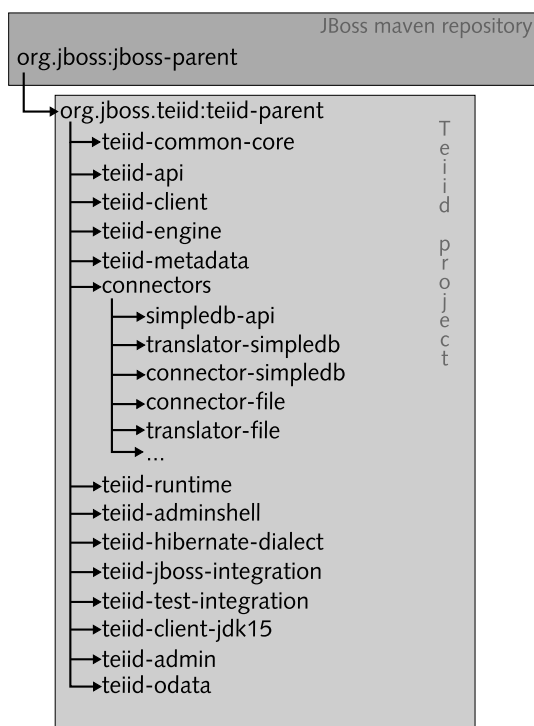 JBoss maven repository
org.jboss:jboss-parent
org.jboss.teiid:teiid-parent
Teiid project
teiid-common-core
teiid-api
teiid-client
teiid-engine
teiid-metadata
connectors
simpledb-api
translator-simpledb
connector-simpledb
connector-file
translator-file
...
teiid-runtime
teiid-adminshell
teiid-hibernate-dialect
teiid-jboss-integration
teiid-test-integration
teiid-client-jdk15
teiid-admin
teiid-odata